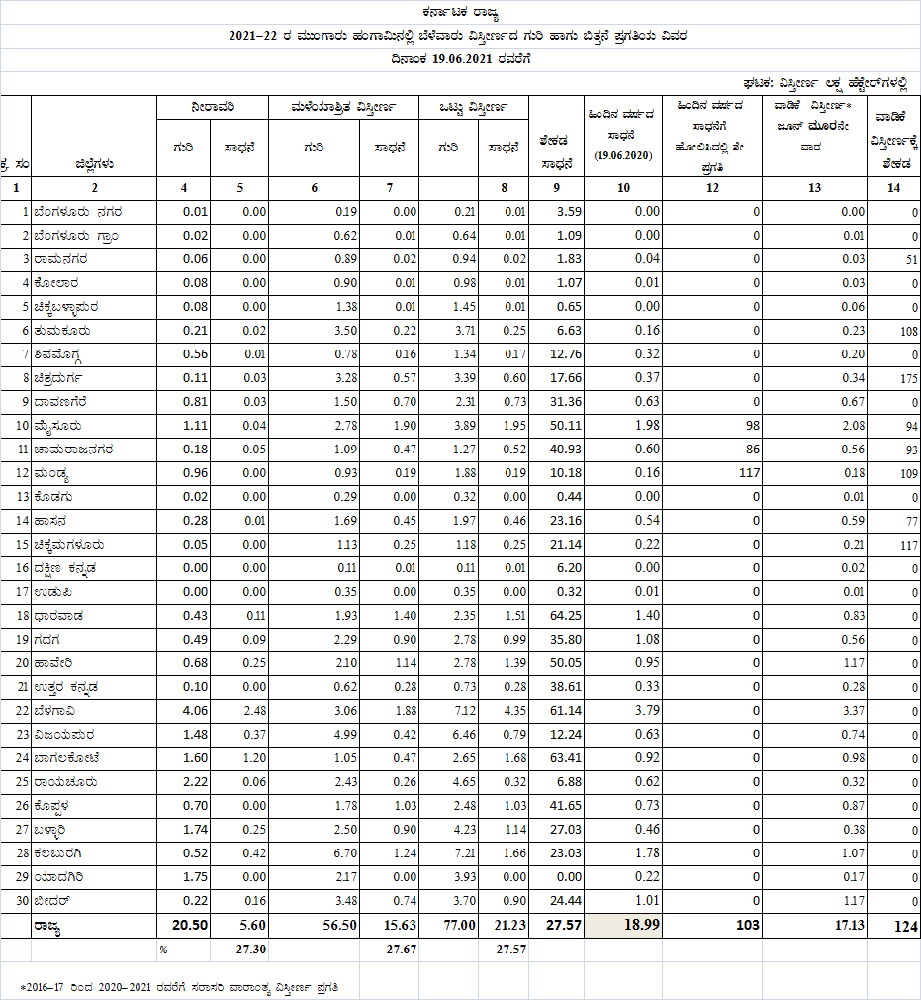 ಕರ್ನಾಟಕ ರಾಜ್ಯ
2021–22 ರ ಮುಂಗಾರು ಹಂಗಾಮಿನಲ್ಲಿ ಬೆಳೆವಾರು ವಿಸ್ತೀರ್ಣದ ಗುರಿ ಹಾಗು ಬಿತ್ತನೆ ಪ್ರಗತಿಯ ವಿವರ
ದಿನಾಂಕ 19.06.2021 ರವರೆಗೆ
ಘಟಕ: ವಿಸ್ತೀರ್ಣ ಲಕ್ಷ ಹೆಕ್ಟೇರ್‌ಗಳಲ್ಲಿ
ಕ್ರ ಸಂ ಜಿಲ್ಲೆಗಳು ನೀರಾವರಿ ಮಳೆಯಾಶ್ರಿತ ವಿಸ್ತೀರ್ಣ ಒಟ್ಟು ವಿಸ್ತೀರ್ಣ ಶೇಕಡ ಸಾಧನೆ ಹಿಂದಿನ ವರ್ಷದ ಸಾಧನೆ (19.06.2020) ಹಿಂದಿನ ವರ್ಷದ ಸಾಧನೆಗೆ ಹೋಲಿಸಿದಲ್ಲಿ ಶೇ ಪ್ರಗತಿ ವಾಡಿಕೆ ವಿಸ್ತೀರ್ಣ* ಜೂನ್ ಮೂರನೇ ವಾರ ವಾಡಿಕೆ ವಿಸ್ತೀರ್ಣಕ್ಕೆ ಶೇಕಡ
ಗುರಿ ಸಾಧನೆ ಗುರಿ ಸಾಧನೆ ಗುರಿ ಸಾಧನೆ
1 2 4 5 6 7 8 9 10 12 13 14
1 ಬೆಂಗಳೂರು ನಗರ 0.01 0.00 0.19 0.00 0.21 0.01 3.59 0.00 0 0.00 0
2 ಬೆಂಗಳೂರು ಗ್ರಾಂ 0.02 0.00 0.62 0.01 0.64 0.01 1.09 0.00 0 0.01 0
3 ರಾಮನಗರ 0.06 0.00 0.89 0.02 0.94 0.02 1.83 0.04 0 0.03 51
4 ಕೋಲಾರ 0.08 0.00 0.90 0.01 0.98 0.01 1.07 0.01 0 0.03 0
5 ಚಿಕ್ಕಬಳ್ಳಾಪುರ 0.08 0.00 1.38 0.01 1.45 0.01 0.65 0.00 0 0.06 0
6 ತುಮಕೂರು 0.21 0.02 3.50 0.22 3.71 0.25 6.63 0.16 0 0.23 108
7 ಶಿವಮೊಗ್ಗ 0.56 0.01 0.78 0.16 1.34 0.17 12.76 0.32 0 0.20 0
8 ಚಿತ್ರದುರ್ಗ 0.11 0.03 3.28 0.57 3.39 0.60 17.66 0.37 0 0.34 175
9 ದಾವಣಗೆರೆ 0.81 0.03 1.50 0.70 2.31 0.73 31.36 0.63 0 0.67 0
10 ಮೈಸೂರು 1.11 0.04 2.78 1.90 3.89 1.95 50.11 1.98 98 2.08 94
11 ಚಾಮರಾಜನಗರ 0.18 0.05 1.09 0.47 1.27 0.52 40.93 0.60 86 0.56 93
12 ಮಂಡ್ಯ 0.96 0.00 0.93 0.19 1.88 0.19 10.18 0.16 117 0.18 109
13 ಕೊಡಗು 0.02 0.00 0.29 0.00 0.32 0.00 0.44 0.00 0 0.01 0
14 ಹಾಸನ 0.28 0.01 1.69 0.45 1.97 0.46 23.16 0.54 0 0.59 77
15 ಚಿಕ್ಕಮಗಳೂರು 0.05 0.00 1.13 0.25 1.18 0.25 21.14 0.22 0 0.21 117
16 ದಕ್ಷಿಣ ಕನ್ನಡ 0.00 0.00 0.11 0.01 0.11 0.01 6.20 0.00 0 0.02 0
17 ಉಡುಪಿ 0.00 0.00 0.35 0.00 0.35 0.00 0.32 0.01 0 0.01 0
18 ಧಾರವಾಡ 0.43 0.11 1.93 1.40 2.35 1.51 64.25 1.40 0 0.83 0
19 ಗದಗ 0.49 0.09 2.29 0.90 2.78 0.99 35.80 1.08 0 0.56 0
20 ಹಾವೇರಿ 0.68 0.25 2.10 1.14 2.78 1.39 50.05 0.95 0 1.17 0
21 ಉತ್ತರ ಕನ್ನಡ 0.10 0.00 0.62 0.28 0.73 0.28 38.61 0.33 0 0.28 0
22 ಬೆಳಗಾವಿ 4.06 2.48 3.06 1.88 7.12 4.35 61.14 3.79 0 3.37 0
23 ವಿಜಯಪುರ 1.48 0.37 4.99 0.42 6.46 0.79 12.24 0.63 0 0.74 0
24 ಬಾಗಲಕೋಟೆ 1.60 1.20 1.05 0.47 2.65 1.68 63.41 0.92 0 0.98 0
25 ರಾಯಚೂರು 2.22 0.06 2.43 0.26 4.65 0.32 6.88 0.62 0 0.32 0
26 ಕೊಪ್ಪಳ 0.70 0.00 1.78 1.03 2.48 1.03 41.65 0.73 0 0.87 0
27 ಬಳ್ಳಾರಿ 1.74 0.25 2.50 0.90 4.23 1.14 27.03 0.46 0 0.38 0
28 ಕಲಬುರಗಿ 0.52 0.42 6.70 1.24 7.21 1.66 23.03 1.78 0 1.07 0
29 ಯಾದಗಿರಿ 1.75 0.00 2.17 0.00 3.93 0.00 0.00 0.22 0 0.17 0
30 ಬೀದರ್ 0.22 0.16 3.48 0.74 3.70 0.90 24.44 1.01 0 1.17 0
ರಾಜ್ಯ 20.50 5.60 56.50 15.63 77.00 21.23 27.57 18.99 103 17.13 124
% 27.30 27.67 27.57
*2016–17 ರಿಂದ 2020–2021 ರವರೆಗೆ ಸರಾಸರಿ ವಾರಾಂತ್ಯ ವಿಸ್ತೀರ್ಣ ಪ್ರಗತಿ